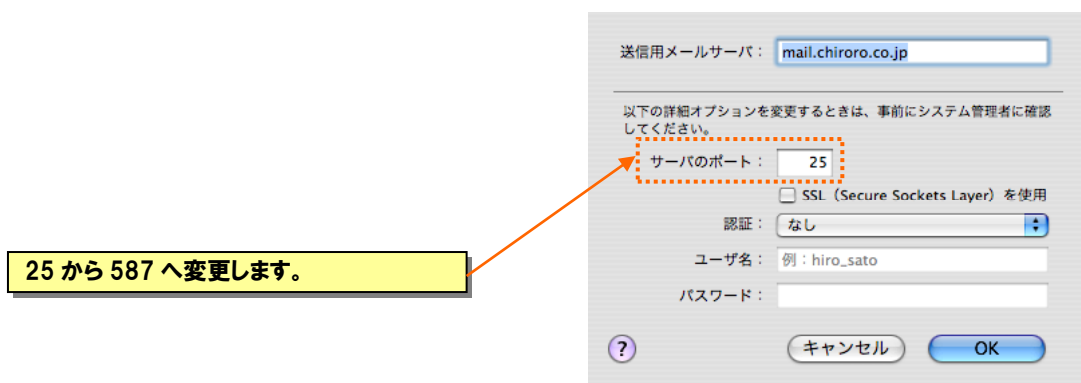 送信用メールサーバ： mail.chiroro.co.jp
以下の詳細オプションを変更するときは、事前にシステム管理者に確認
してください。
サーバのポート： 25
SSL（Secure Sockets Layer）を使用
認証： なし
25 から 587 へ変更します。
ユーザ名： 例：hiro_sato
パスワード：
? キャンセル OK